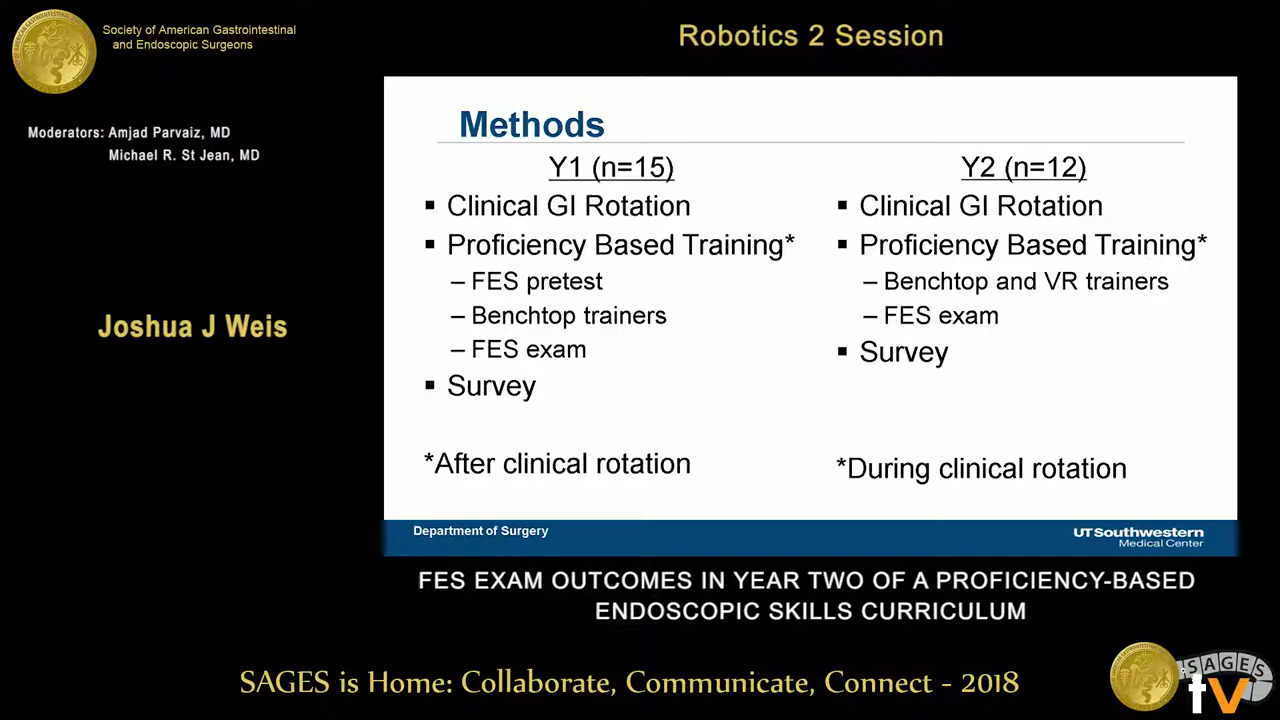 Society of American Gastrointestinal
and Endoscopic Surgeons
Robotics 2 Session
Moderators: Amjad Parvaiz, MD
Michael R. St Jean, MD
Joshua J Weis
Methods
Y1 (n=15)
▪ Clinical GI Rotation
▪ Proficiency Based Training*
– FES pretest
– Benchtop trainers
– FES exam
▪ Survey
*After clinical rotation
Y2 (n=12)
▪ Clinical GI Rotation
▪ Proficiency Based Training*
– Benchtop and VR trainers
– FES exam
▪ Survey
*During clinical rotation
Department of Surgery
UTSouthwestern
Medical Center
FES EXAM OUTCOMES IN YEAR TWO OF A PROFICIENCY-BASED
ENDOSCOPIC SKILLS CURRICULUM
SAGES is Home: Collaborate, Communicate, Connect - 2018
SAGES
tv